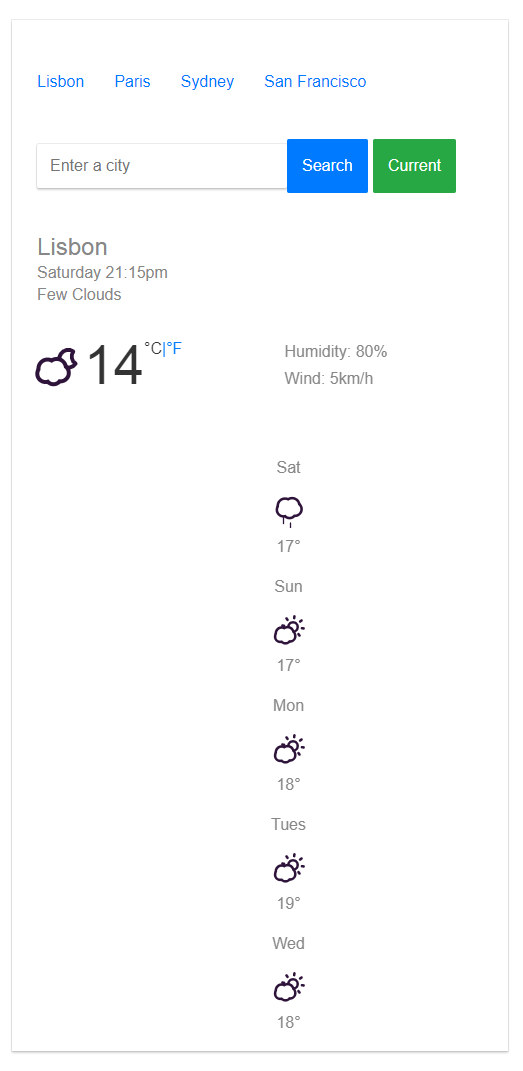 Lisbon Paris Sydney San Francisco
Enter a city Search Current
Lisbon
Saturday 21:15pm
Few Clouds
14 °C|°F
Humidity: 80%
Wind: 5km/h
Sat
17°
Sun
17°
Mon
18°
Tues
19°
Wed
18°